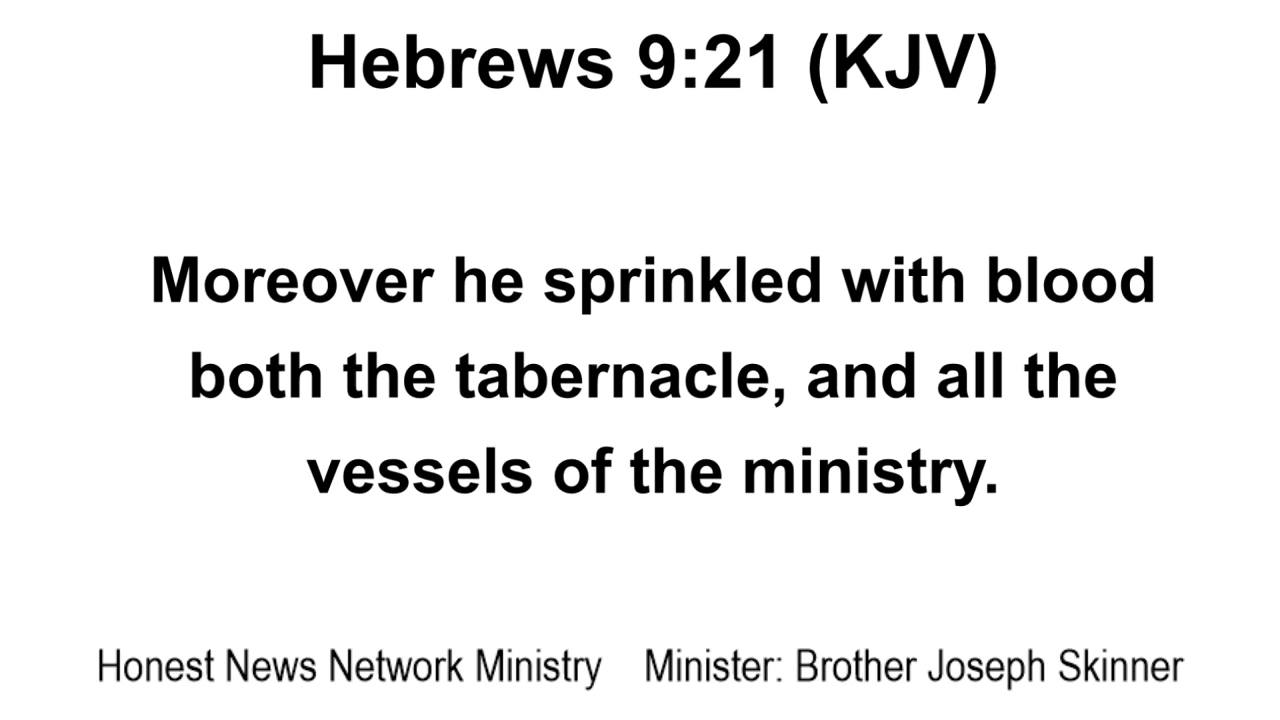 Hebrews 9:21 (KJV)
Moreover he sprinkled with blood
both the tabernacle, and all the
vessels of the ministry.
Honest News Network Ministry Minister: Brother Joseph Skinner